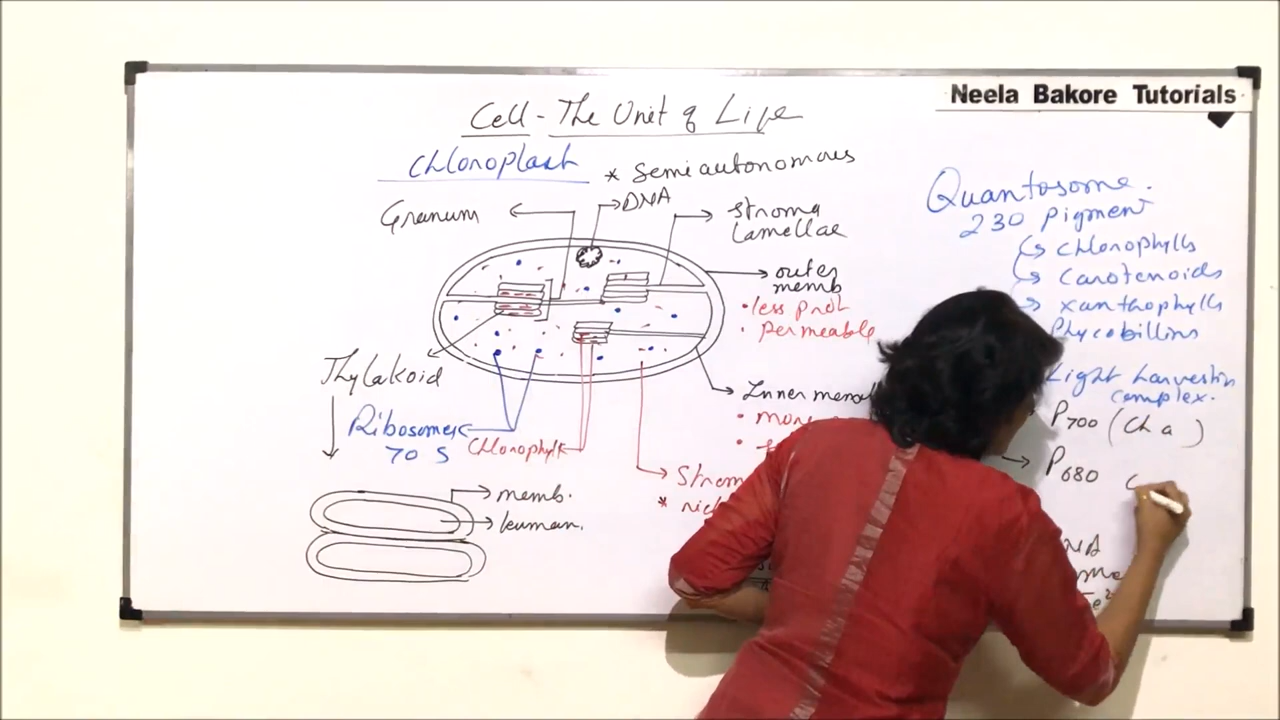 Neela Bakore Tutorials
Cell - The Unit of Life
Chloroplast
* Semiautonomous
Granum
DNA
stroma
lamellae
outer
memb
• less prot
• permeable
Thylakoid
Ribosomes
70 S
Chlorophyll
memb.
lumen.
Inner memb
Quantosome.
230 pigment
chlorophylls
carotenoids
xanthophylls
Phycobillins
Light harvestin
complex.
P700 (Ch a )
P680 (